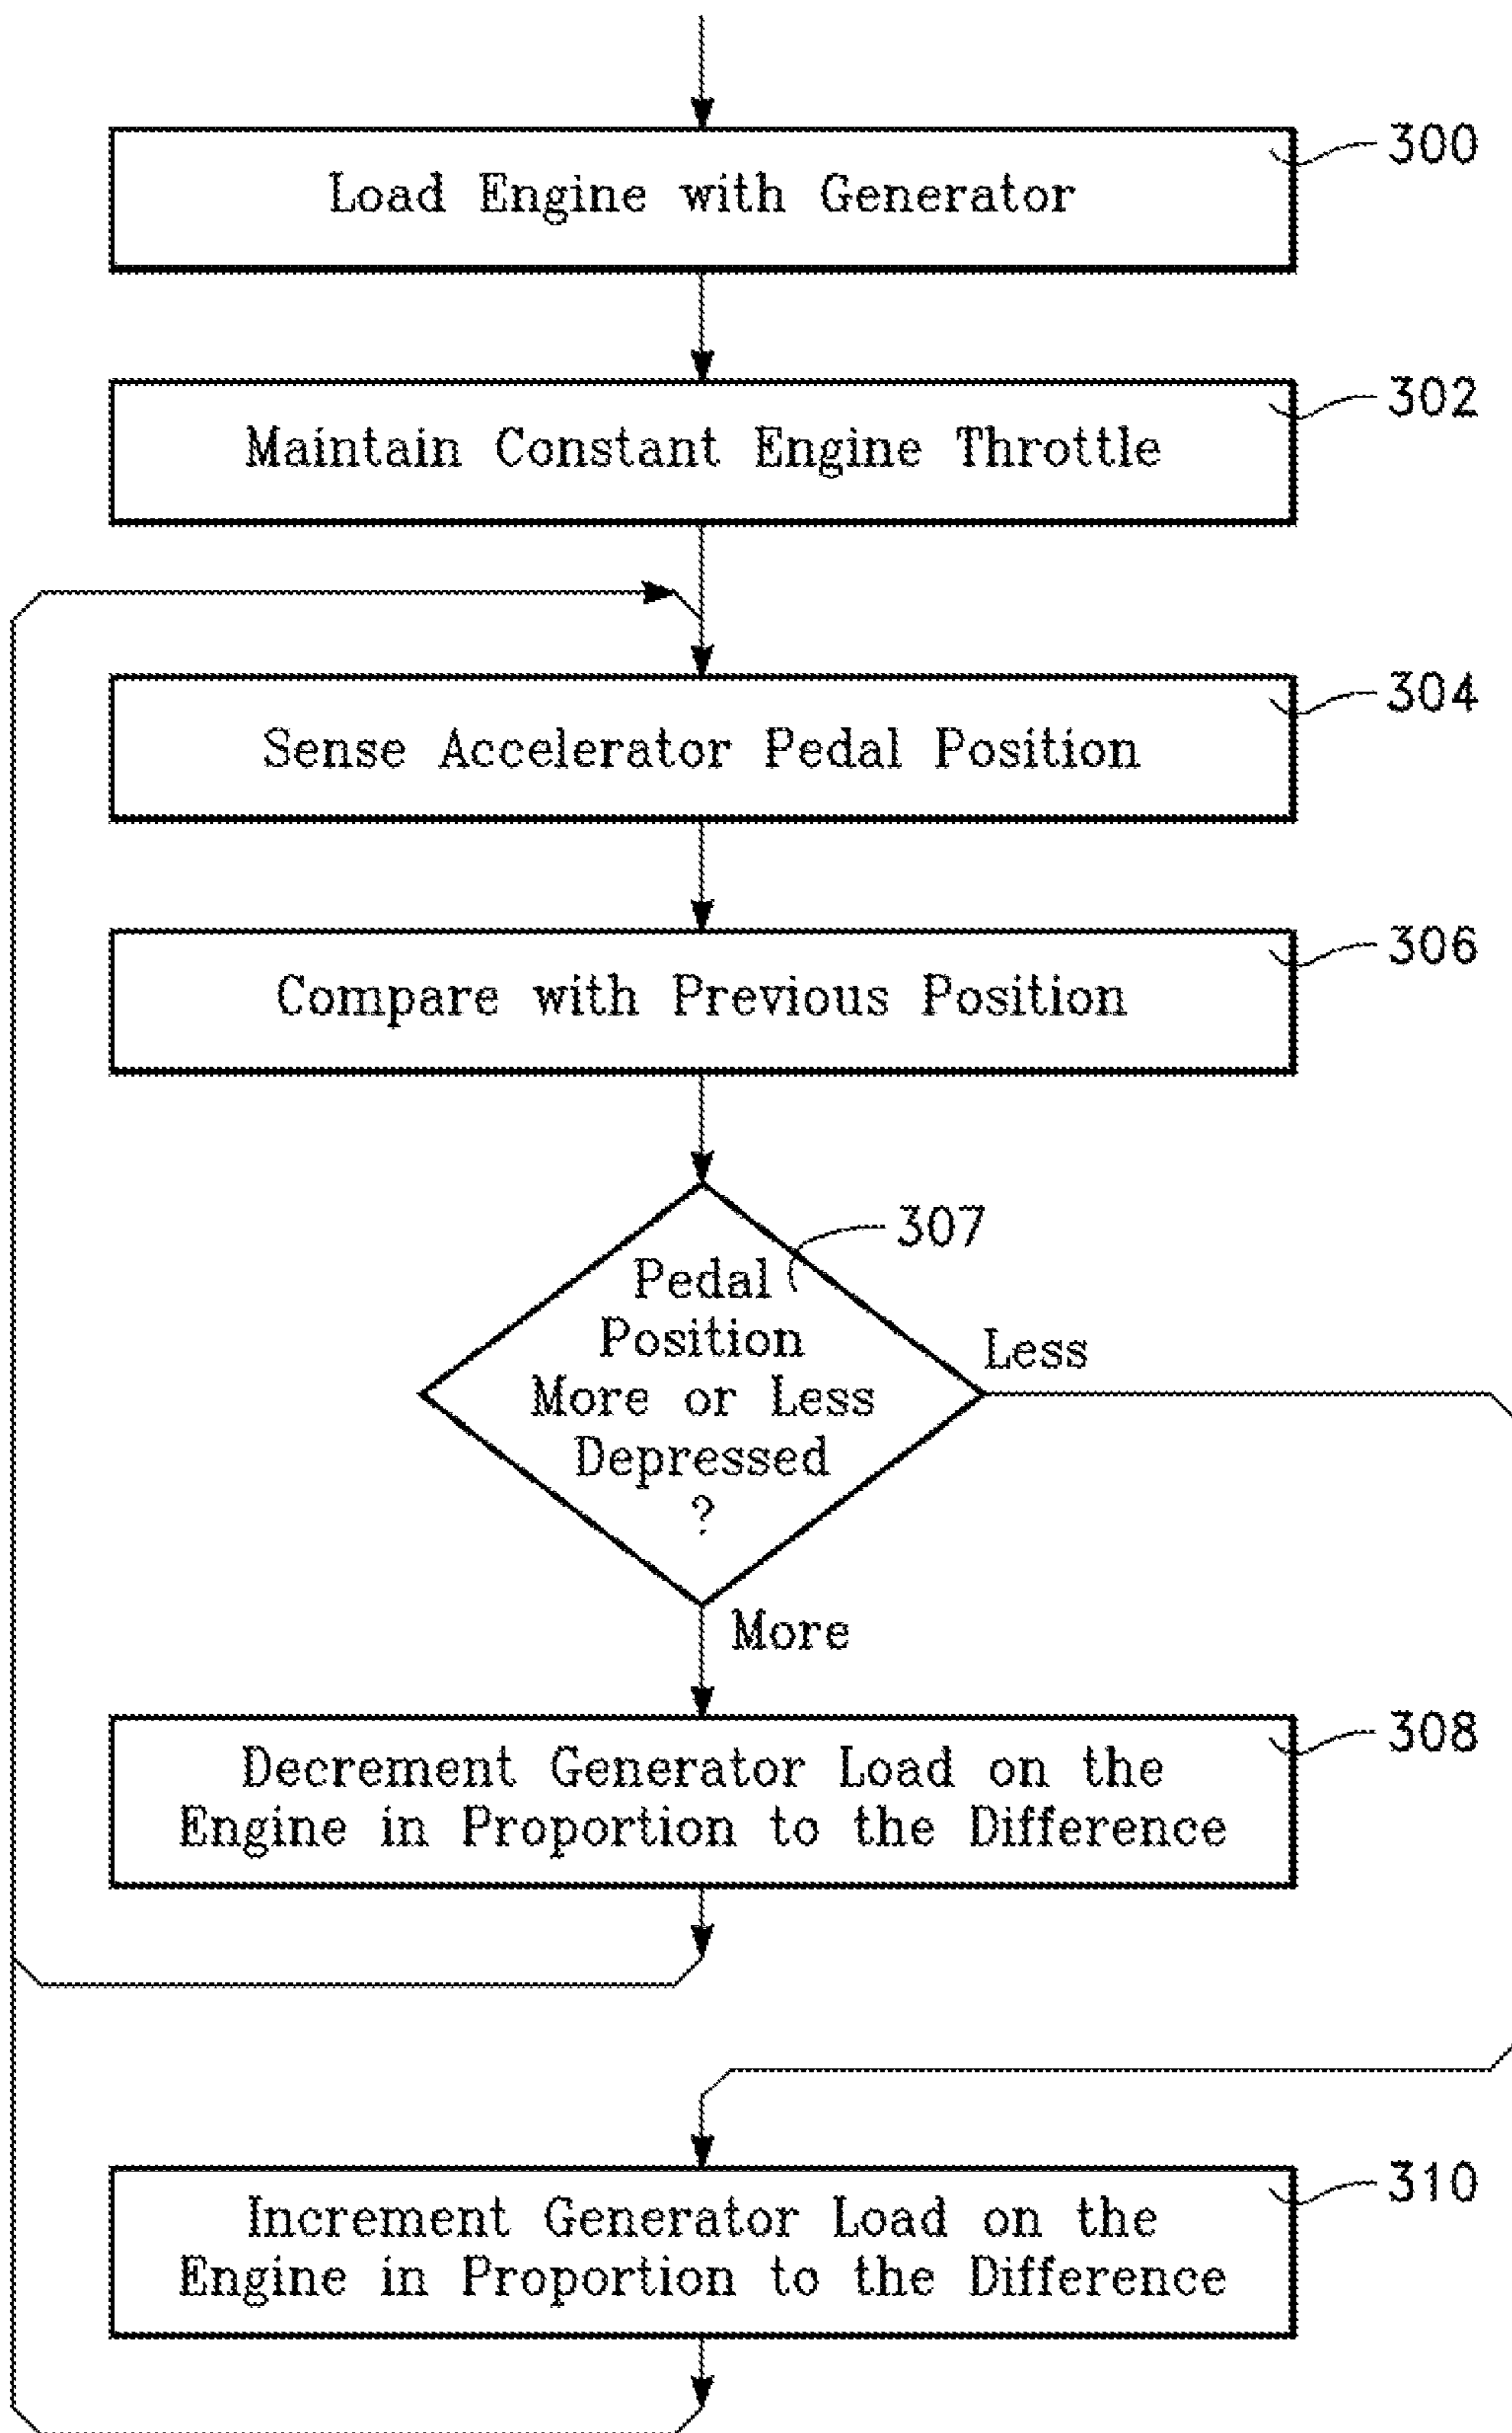 300
Load Engine with Generator
302
Maintain Constant Engine Throttle
304
Sense Accelerator Pedal Position
306
Compare with Previous Position
307
Pedal
Position
More or Less
Depressed
?
Less
More
308
Decrement Generator Load on the
Engine in Proportion to the Difference
310
Increment Generator Load on the
Engine in Proportion to the Difference